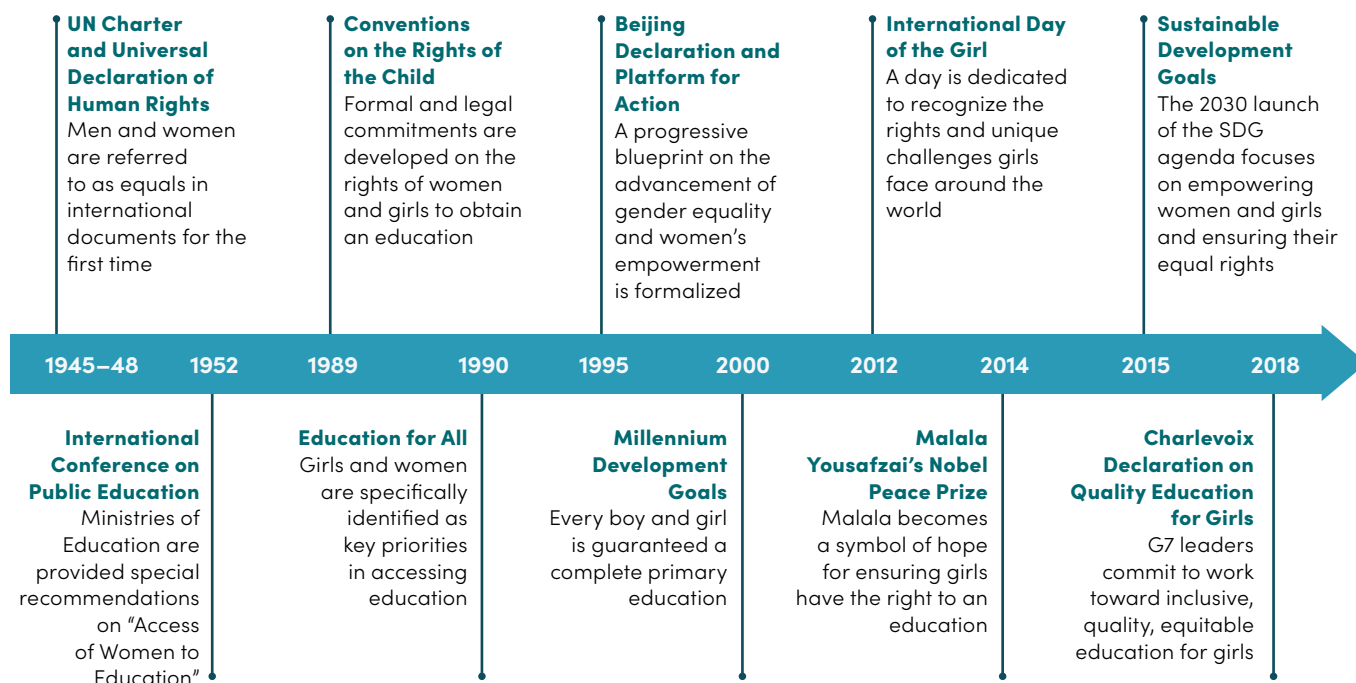 UN Charter
and Universal
Declaration of
Human Rights
Men and women
are referred
to as equals in
international
documents for the
first time
Conventions
on the Rights of
the Child
Formal and legal
commitments are
developed on the
rights of women
and girls to obtain
an education
Beijing
Declaration and
Platform for
Action
A progressive
blueprint on the
advancement of
gender equality
and women's
empowerment
is formalized
International Day
of the Girl
A day is dedicated
to recognize the
rights and unique
challenges girls
face around the
world
Sustainable
Development
Goals
The 2030 launch
of the SDG
agenda focuses
on empowering
women and girls
and ensuring their
equal rights
1945–48 1952 1989 1990 1995 2000 2012 2014 2015 2018
International
Conference on
Public Education
Ministries of
Education are
provided special
recommendations
on “Access
of Women to
Education”
Education for All
Girls and women
are specifically
identified as
key priorities
in accessing
education
Millennium
Development
Goals
Every boy and girl
is guaranteed a
complete primary
education
Malala
Yousafzai’s Nobel
Peace Prize
Malala becomes
a symbol of hope
for ensuring girls
have the right to an
education
Charlevoix
Declaration on
Quality Education
for Girls
G7 leaders
commit to work
toward inclusive,
quality, equitable
education for girls